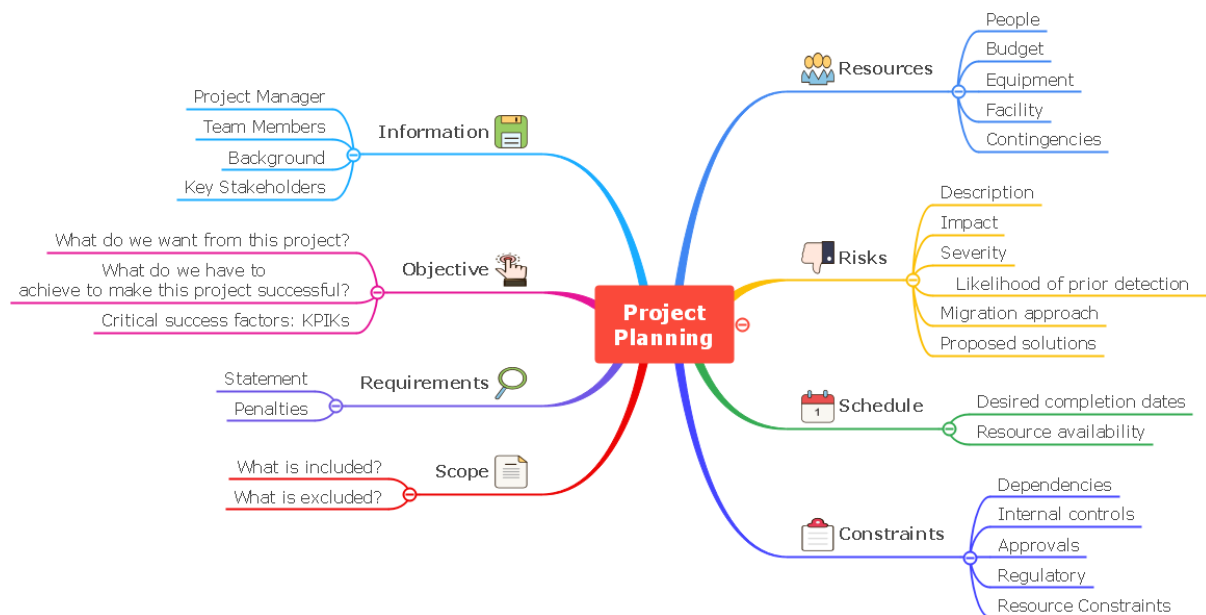 Project
Planning
Information
Project Manager
Team Members
Background
Key Stakeholders
Objective
What do we want from this project?
What do we have to
achieve to make this project successful?
Critical success factors: KPIKs
Requirements
Statement
Penalties
Scope
What is included?
What is excluded?
Resources
People
Budget
Equipment
Facility
Contingencies
Risks
Description
Impact
Severity
Likelihood of prior detection
Migration approach
Proposed solutions
1
Schedule
Desired completion dates
Resource availability
Constraints
Dependencies
Internal controls
Approvals
Regulatory
Resource Constraints